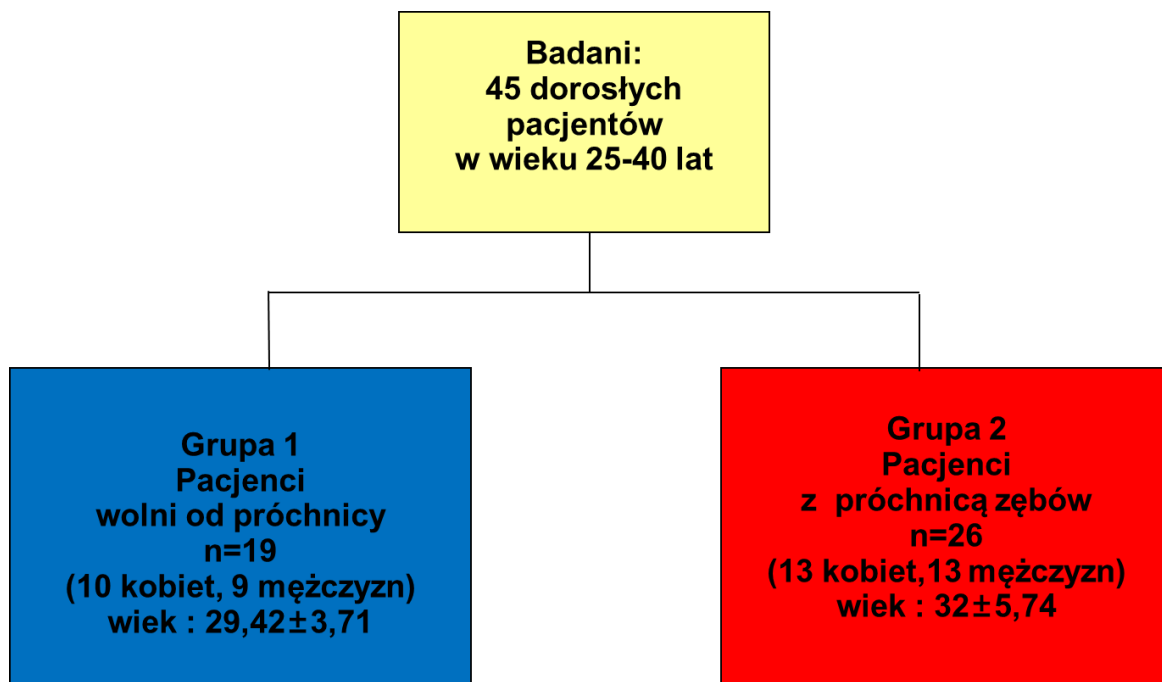 Badani:
45 dorosłych
pacjentów
w wieku 25-40 lat
Grupa 1
Pacjenci
wolni od próchnicy
n=19
(10 kobiet, 9 mężczyzn)
wiek : 29,42±3,71
Grupa 2
Pacjenci
z próchnicą zębów
n=26
(13 kobiet,13 mężczyzn)
wiek : 32±5,74